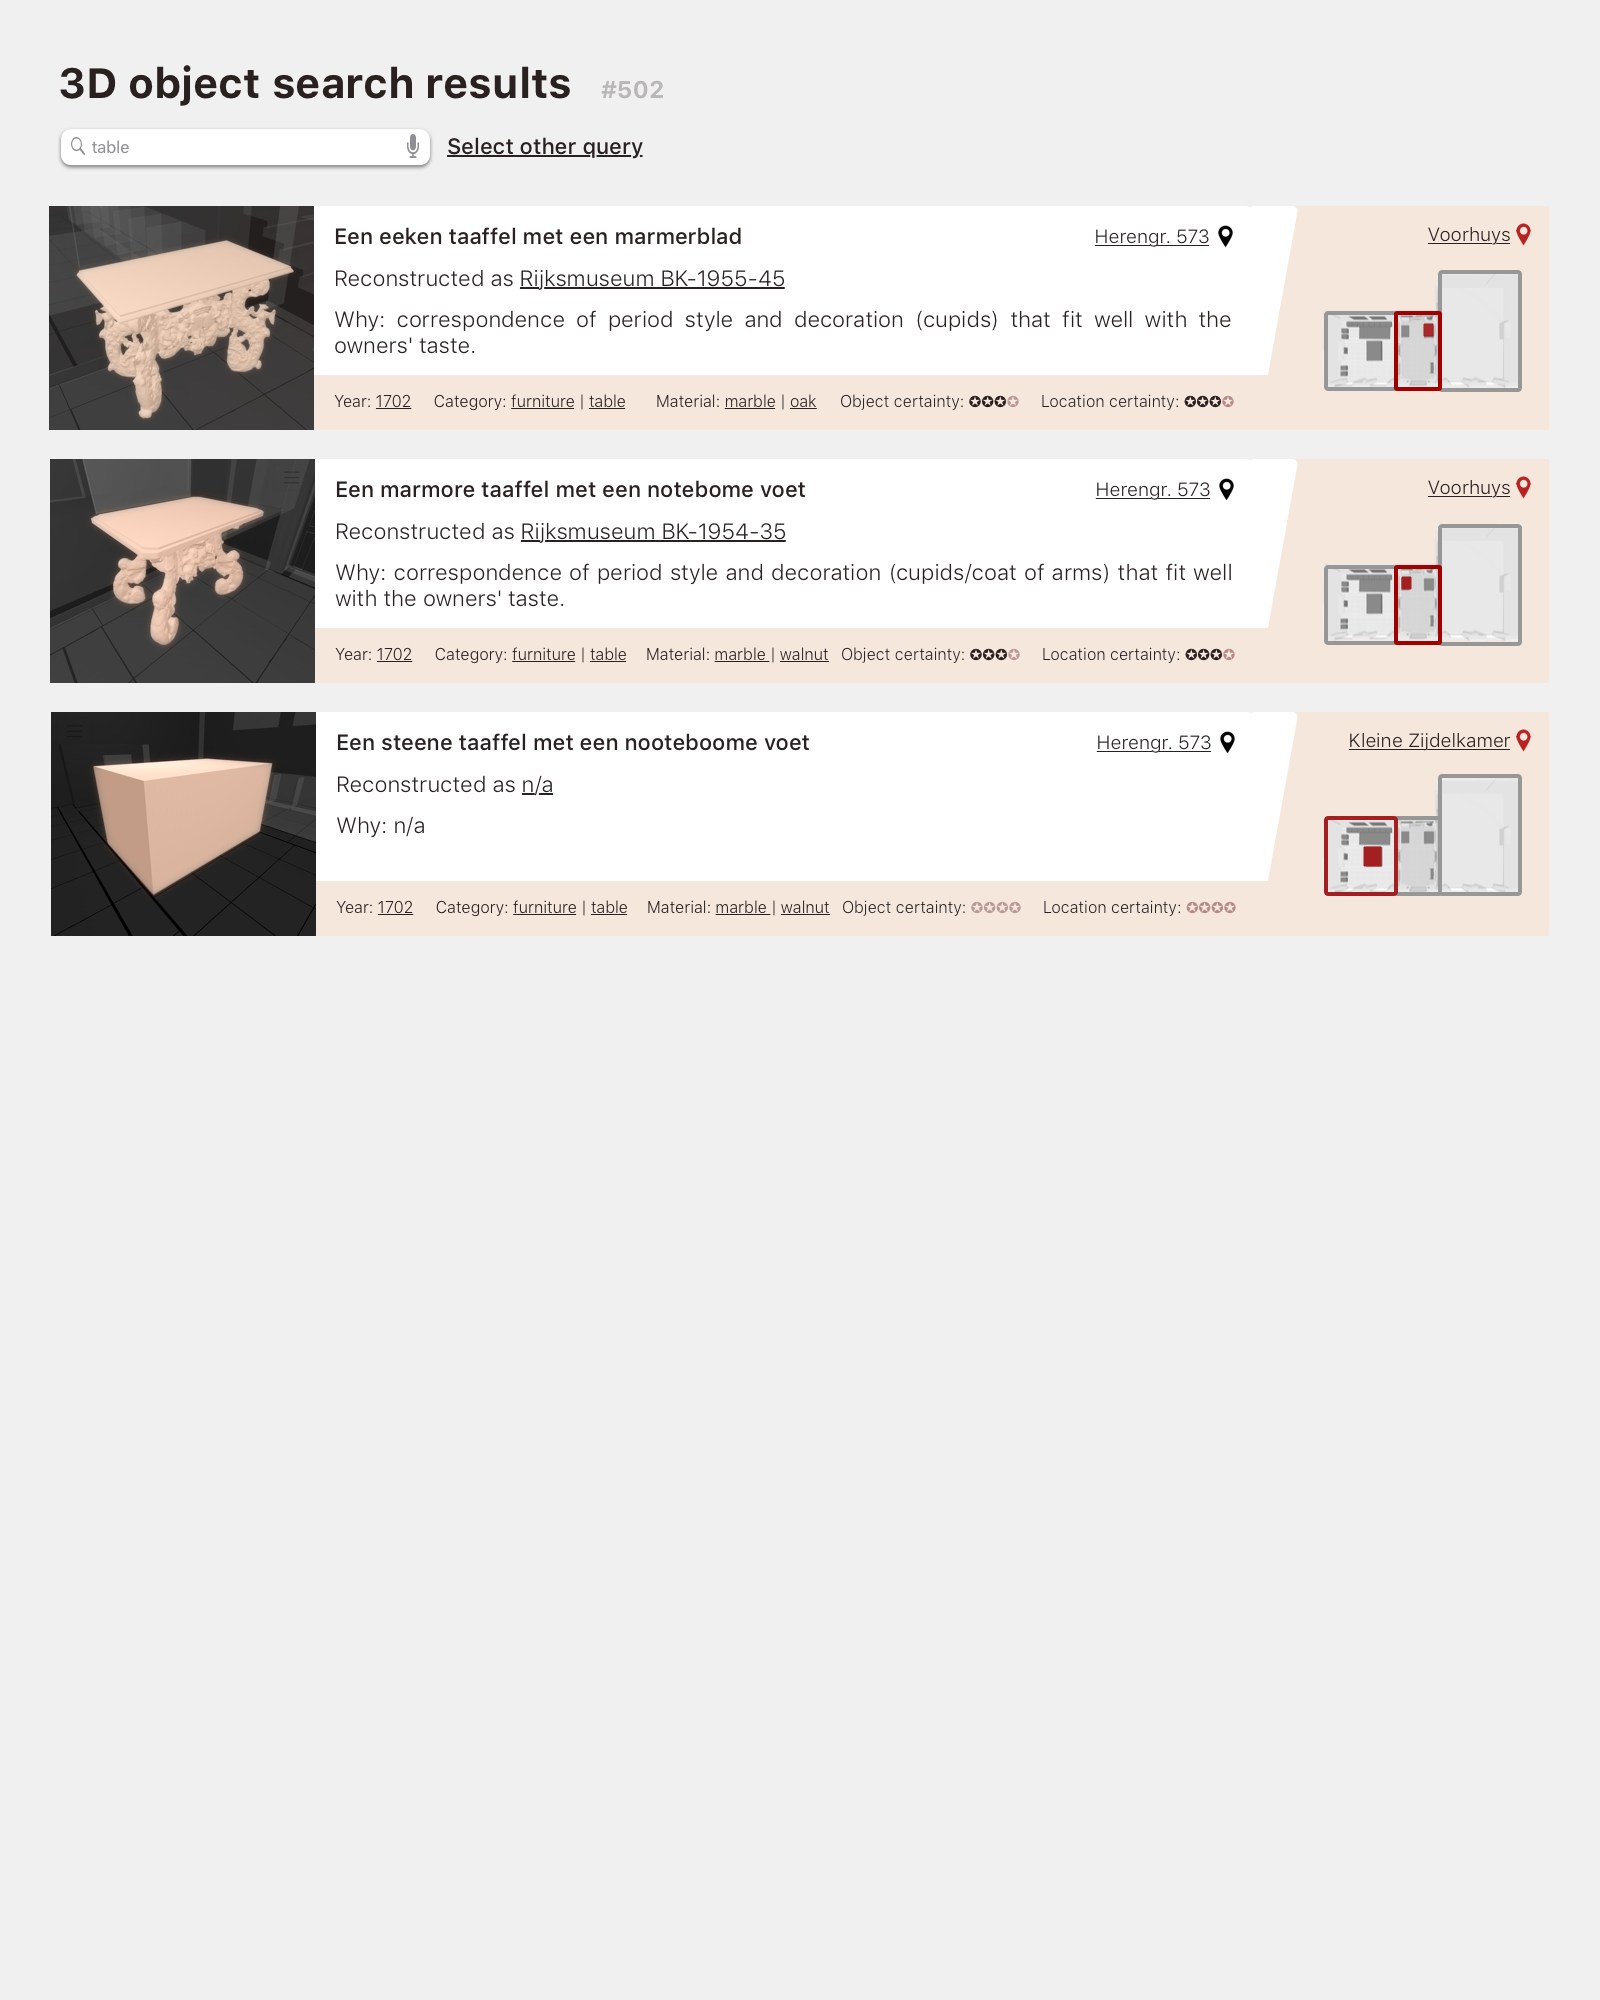 3D object search results #502
table
Select other query
Een eeken taaffel met een marmerblad
Herengr. 573
Voorhuys
Reconstructed as Rijksmuseum BK-1955-45
Why: correspondence of period style and decoration (cupids) that fit well with the
owners' taste.
Year: 1702 Category: furniture | table Material: marble | oak Object certainty: ✪✪✪✪ Location certainty: ✪✪✪✪
Een marmore taaffel met een notebome voet
Herengr. 573
Voorhuys
Reconstructed as Rijksmuseum BK-1954-35
Why: correspondence of period style and decoration (cupids/coat of arms) that fit well
with the owners' taste.
Year: 1702 Category: furniture | table Material: marble | walnut Object certainty: ✪✪✪✪ Location certainty: ✪✪✪✪
Een steene taaffel met een nooteboome voet
Herengr. 573
Kleine Zijdelkamer
Reconstructed as n/a
Why: n/a
Year: 1702 Category: furniture | table Material: marble | walnut Object certainty: ✪✪✪✪ Location certainty: ✪✪✪✪